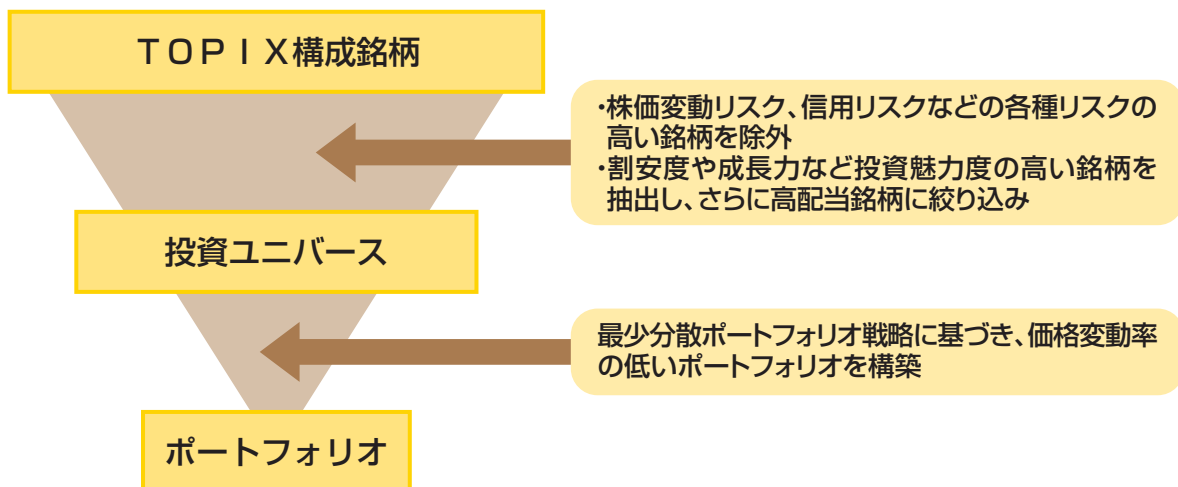 ＴＯＰＩＸ構成銘柄
・株価変動リスク、信用リスクなどの各種リスクの
高い銘柄を除外
・割安度や成長力など投資魅力度の高い銘柄を
抽出し、さらに高配当銘柄に絞り込み
投資ユニバース
最少分散ポートフォリオ戦略に基づき、価格変動率
の低いポートフォリオを構築
ポートフォリオ